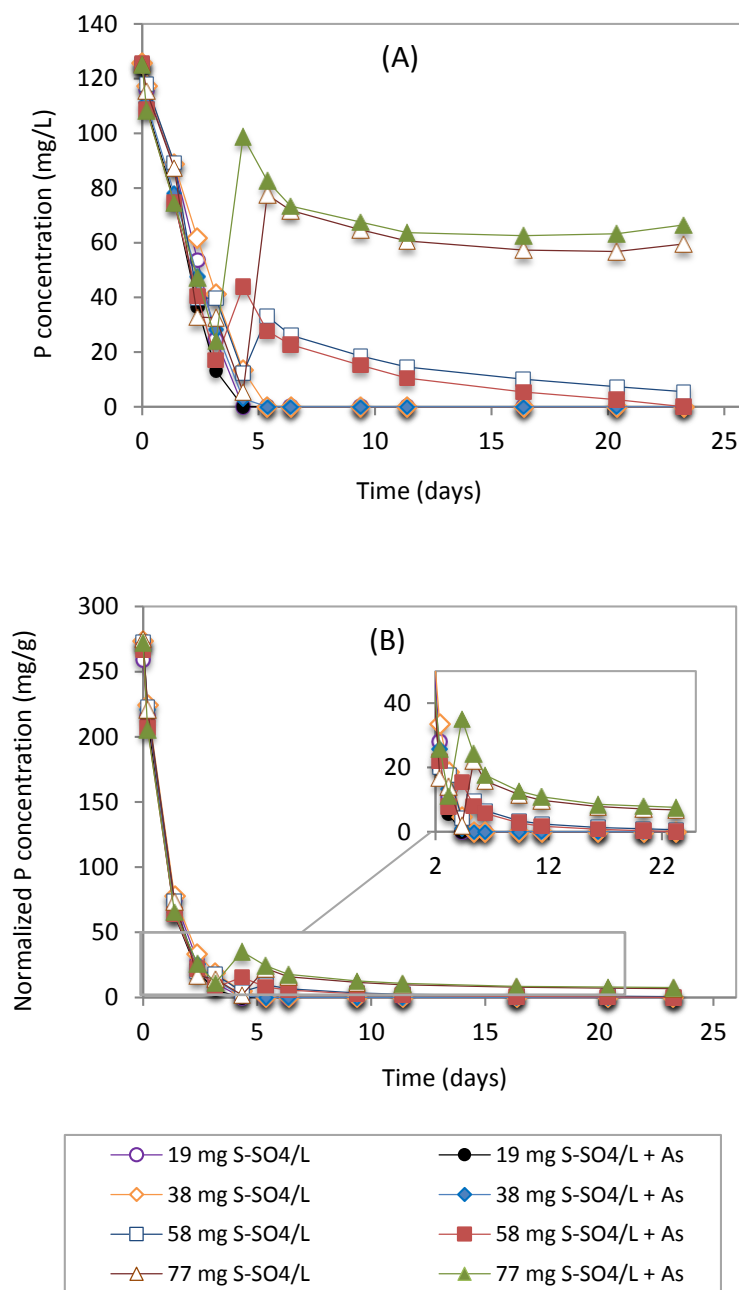 (A)
P concentration (mg/L)
140
120
100
80
60
40
20
0
0 5 10 15 20 25
Time (days)
(B)
Normalized P concentration (mg/g)
300
250
200
150
100
50
0
40
20
0
2 12 22
0 5 10 15 20 25
Time (days)
19 mg S-SO4/L 19 mg S-SO4/L + As
38 mg S-SO4/L 38 mg S-SO4/L + As
58 mg S-SO4/L 58 mg S-SO4/L + As
77 mg S-SO4/L 77 mg S-SO4/L + As